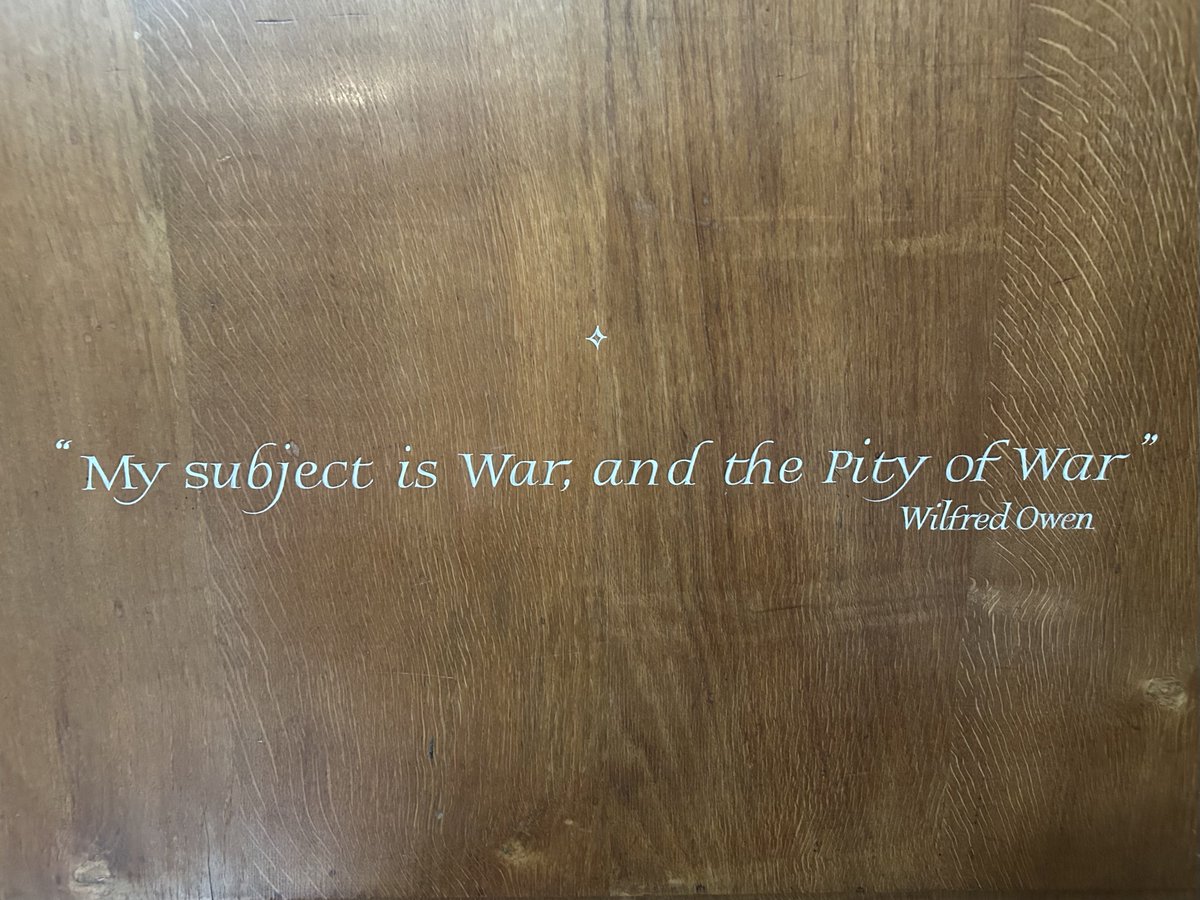 “My subject is War, and the Pity of War”
Wilfred Owen